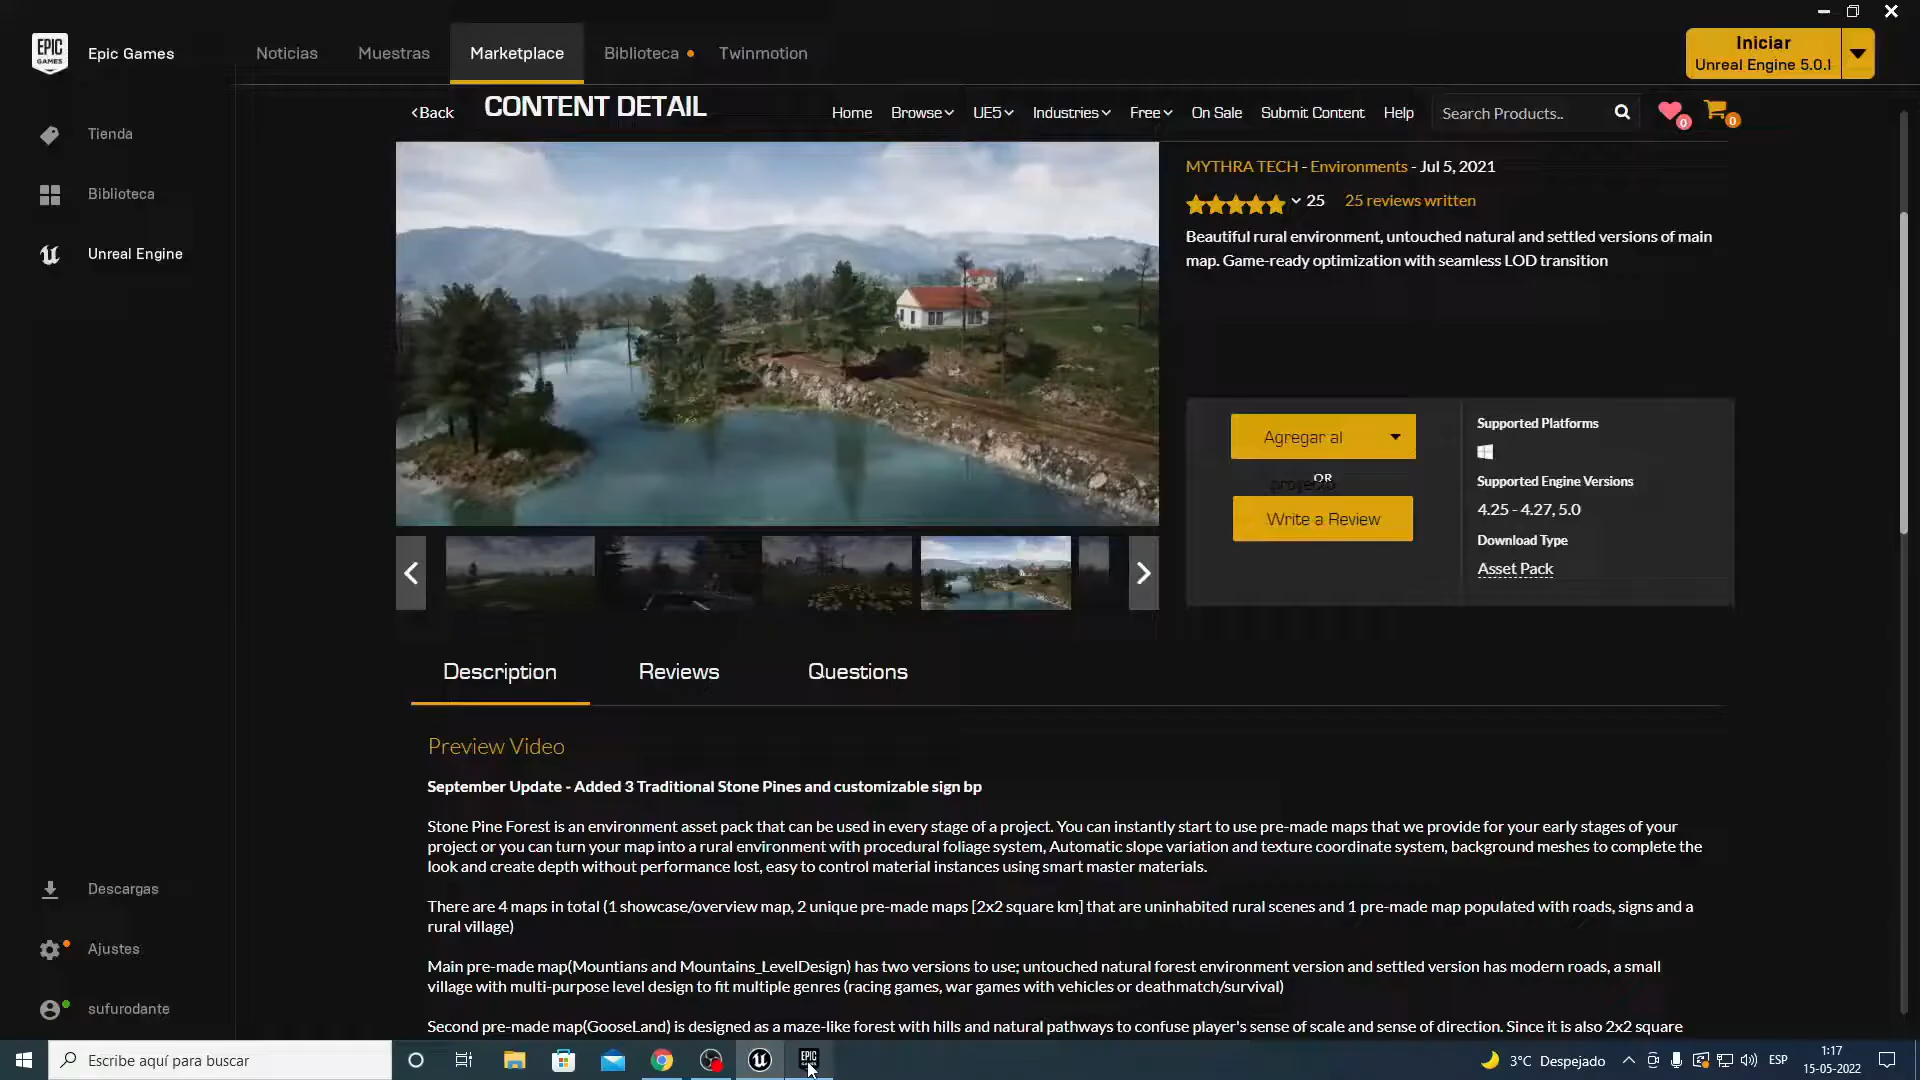 EPIC
GAMES
Epic Games
Noticias
Muestras
Marketplace
Biblioteca
Twinmotion
Iniciar
Unreal Engine 5.0.1
Back
CONTENT DETAIL
Home
Browse
UE5
Industries
Free
On Sale
Submit Content
Help
Search Products..
0
0
Tienda
Biblioteca
Unreal Engine
MYTHRA TECH - Environments - Jul 5, 2021
25
25 reviews written
Beautiful rural environment, untouched natural and settled versions of main
map. Game-ready optimization with seamless LOD transition
Agregar al
proyecto
OR
Write a Review
Supported Platforms
Supported Engine Versions
4.25 - 4.27, 5.0
Download Type
Asset Pack
Description
Reviews
Questions
Preview Video
September Update - Added 3 Traditional Stone Pines and customizable sign bp
Stone Pine Forest is an environment asset pack that can be used in every stage of a project. You can instantly start to use pre-made maps that we provide for your early stages of your
project or you can turn your map into a rural environment with procedural foliage system, Automatic slope variation and texture coordinate system, background meshes to complete the
look and create depth without performance lost, easy to control material instances using smart master materials.
There are 4 maps in total (1 showcase/overview map, 2 unique pre-made maps [2x2 square km] that are uninhabited rural scenes and 1 pre-made map populated with roads, signs and a
rural village)
Main pre-made map(Mountians and Mountains_LevelDesign) has two versions to use; untouched natural forest environment version and settled version has modern roads, a small
village with multi-purpose level design to fit multiple genres (racing games, war games with vehicles or deathmatch/survival)
Second pre-made map(GooseLand) is designed as a maze-like forest with hills and natural pathways to confuse player's sense of scale and sense of direction. Since it is also 2x2 square
Descargas
Ajustes
sufurodante
Escribe aquí para buscar
EPIC
GAMES
3°C Despejado
ESP
1:17
15-05-2022